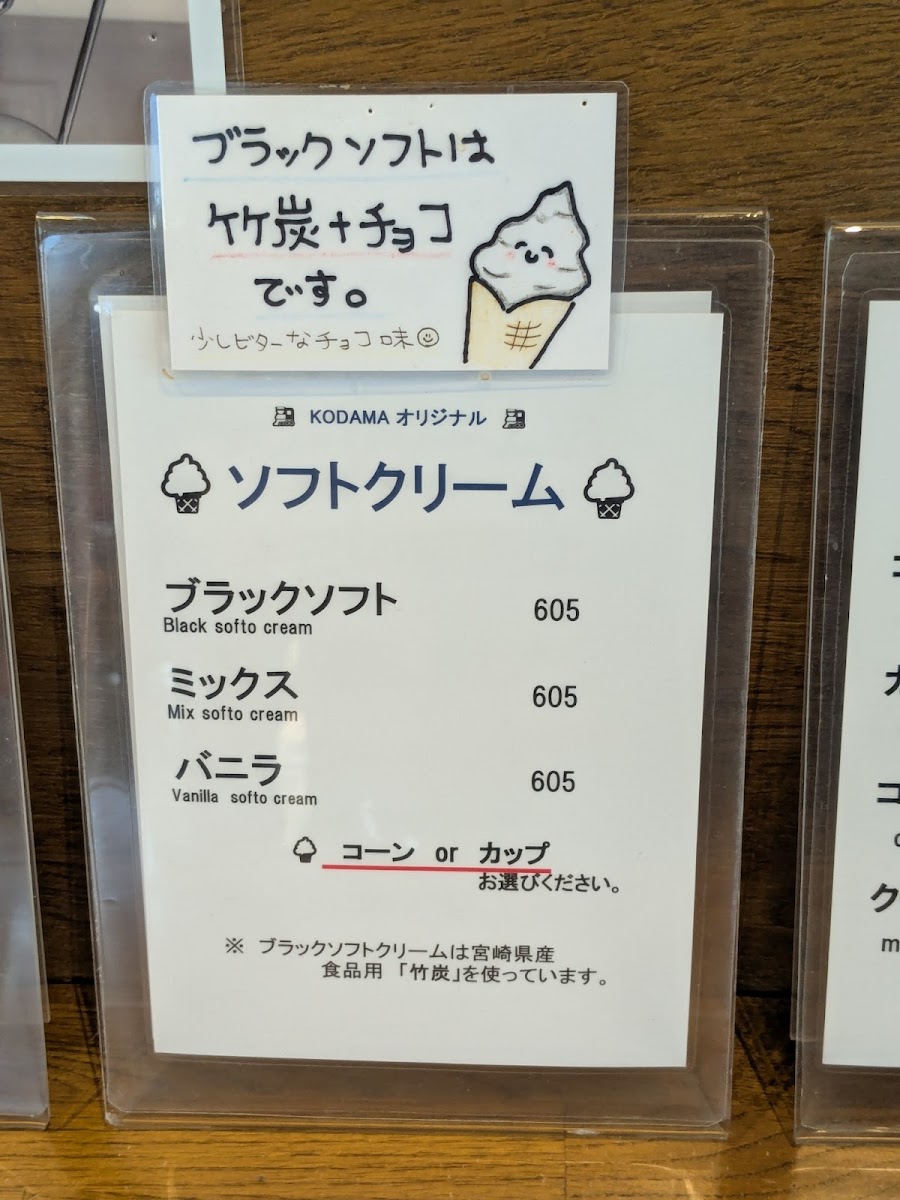 ブラックソフトは
竹炭+チョコ
です。
少しビターなチョコ味
KODAMA オリジナル
ソフトクリーム
ブラックソフト 605
Black softo cream
ミックス 605
Mix softo cream
バニラ 605
Vanilla softo cream
コーン or カップ
お選びください。
※ ブラックソフトクリームは宮崎県産
食品用 「竹炭」を使っています。